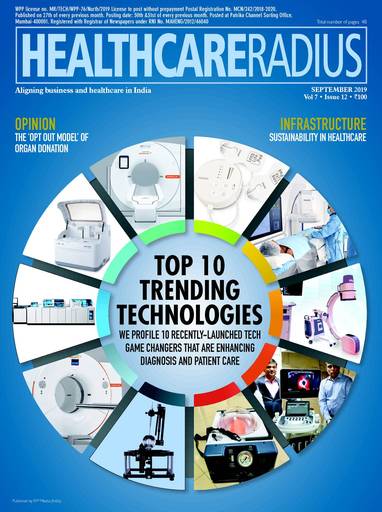 WPP license no. MR/TECH/WPP-76/North/2019 License to post without prepayment Postal Registration No. MCN/262/2018-2020.
Published on 27th of every previous month. Posting date: 30th &31st of every previous month. Posted at Patrika Channel Sorting Office.
Mumbai 400001. Registered with Registrar of Newspapers under RNI No. MAHENG/2012/46040
Total number of pages 48
HEALTHCARERADIUS
Aligning business and healthcare in India
SEPTEMBER 2019
Vol 7 • Issue 12 • ₹100
OPINION
THE 'OPT OUT MODEL' OF
ORGAN DONATION
INFRASTRUCTURE
SUSTAINABILITY IN HEALTHCARE
TOP 10
TRENDING
TECHNOLOGIES
WE PROFILE 10 RECENTLY-LAUNCHED TECH
GAME CHANGERS THAT ARE ENHANCING
DIAGNOSIS AND PATIENT CARE